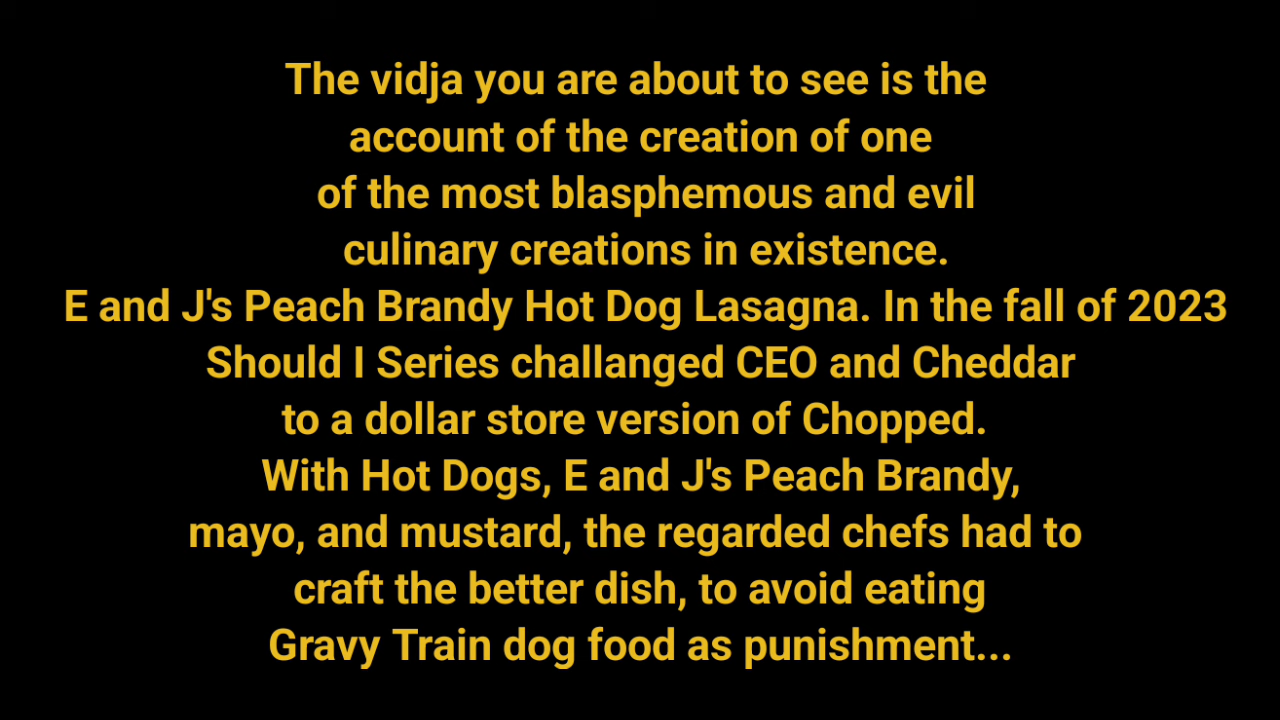 The vidja you are about to see is the
account of the creation of one
of the most blasphemous and evil
culinary creations in existence.
E and J's Peach Brandy Hot Dog Lasagna. In the fall of 2023
Should I Series challanged CEO and Cheddar
to a dollar store version of Chopped.
With Hot Dogs, E and J's Peach Brandy,
mayo, and mustard, the regarded chefs had to
craft the better dish, to avoid eating
Gravy Train dog food as punishment...